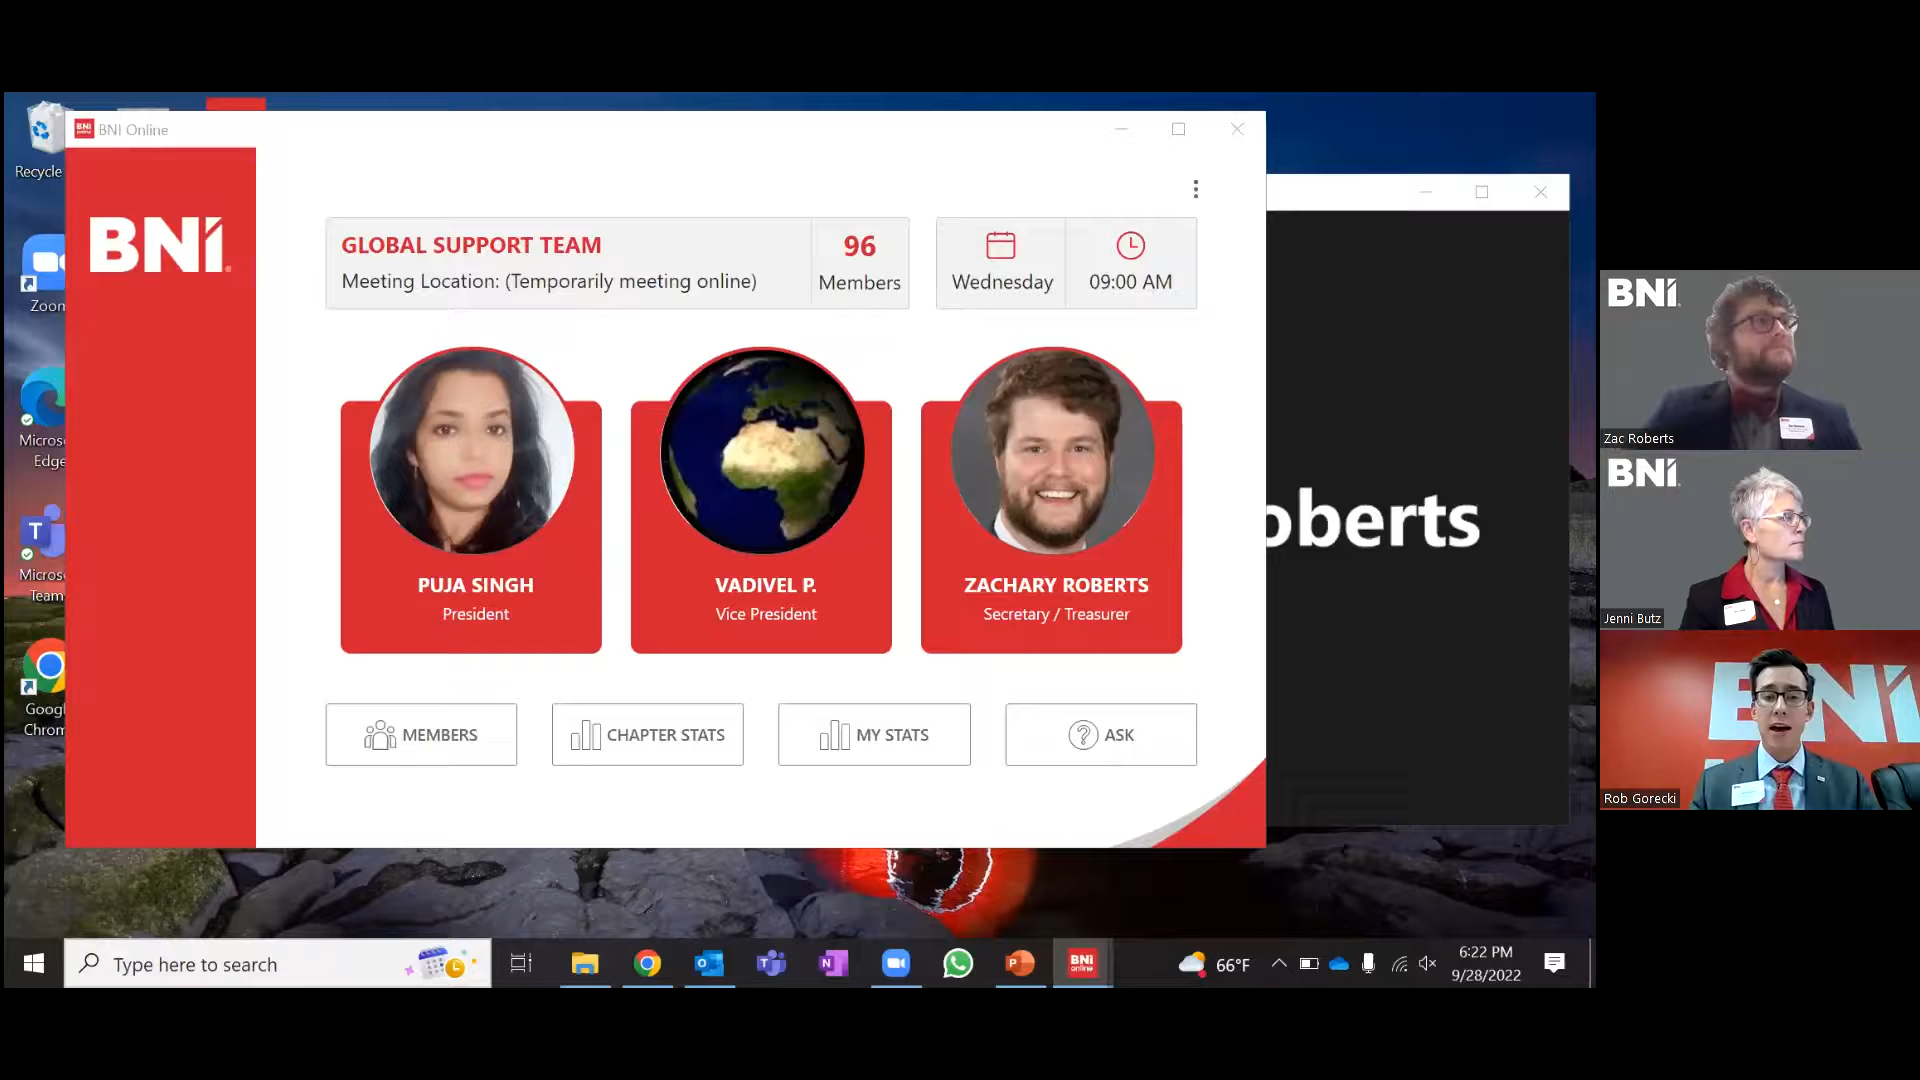 Recycle
BNI Online
BNI
GLOBAL SUPPORT TEAM
Meeting Location: (Temporarily meeting online)
96
Members
Wednesday
09:00 AM
PUJA SINGH
President
VADIVEL P.
Vice President
ZACHARY ROBERTS
Secretary / Treasurer
MEMBERS
CHAPTER STATS
MY STATS
ASK
oberts
Zoom
Micros
Edge
Micros
Team
Googl
Chrom
BNI
Zac Roberts
BNI
Jenni Butz
BNI
Rob Gorecki
Type here to search
BNI
online
66°F
6:22 PM
9/28/2022